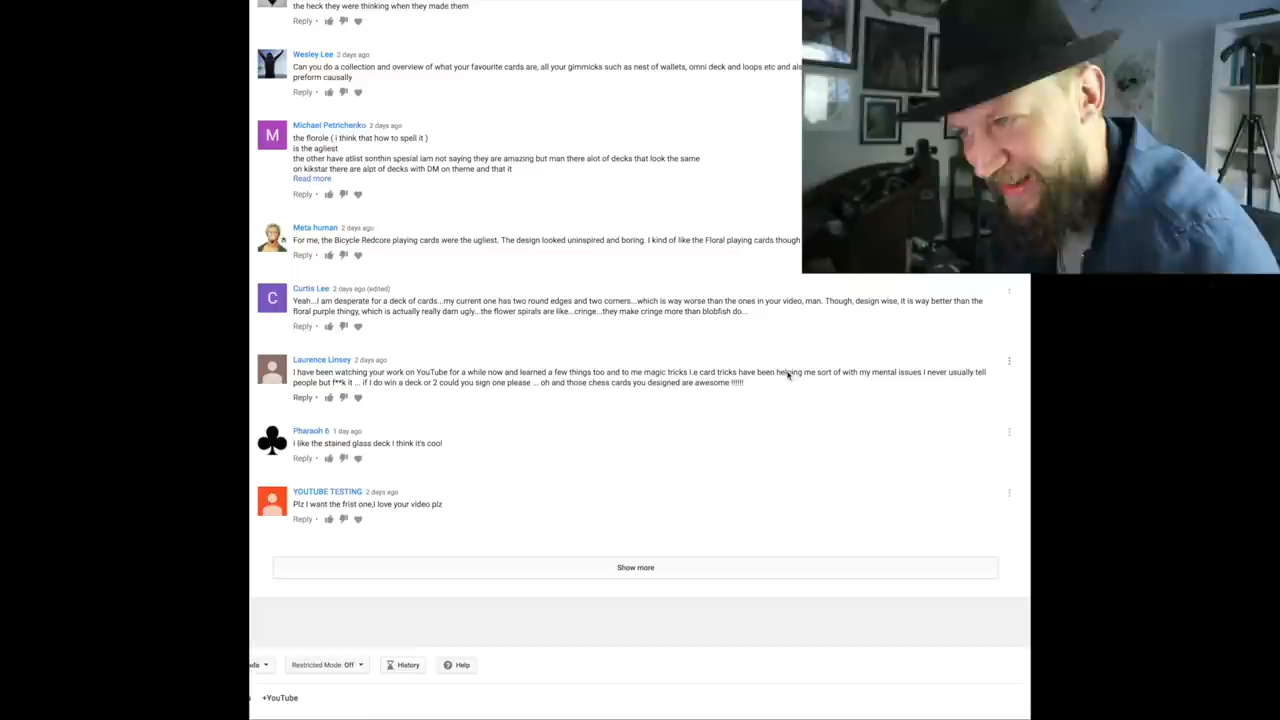 the heck they were thinking when they made them
Reply
Wesley Lee 2 days ago
Can you do a collection and overview of what your favourite cards are, all your gimmicks such as nest of wallets, omni deck and loops etc and als
preform causally
Reply
M
Michael Petrichenko 2 days ago
the florole ( i think that how to spell it )
is the agliest
the other have atlist sonthin spesial iam not saying they are amazing but man there alot of decks that look the same
on kikstar there are alpt of decks with DM on theme and that it
Read more
Reply
Meta human 2 days ago
For me, the Bicycle Redcore playing cards were the ugliest. The design looked uninspired and boring. I kind of like the Floral playing cards though
Reply
C
Curtis Lee 2 days ago (edited)
Yeah...I am desperate for a deck of cards...my current one has two round edges and two corners...which is way worse than the ones in your video, man. Though, design wise, it is way better than the
floral purple thingy, which is actually really darn ugly...the flower spirals are like...cringe...they make cringe more than blobfish do...
Reply
Laurence Linsey 2 days ago
I have been watching your work on YouTube for a while now and learned a few things too and to me magic tricks I.e card tricks have been helping me sort of with my mental issues I never usually tell
people but f**k it ... if I do win a deck or 2 could you sign one please ... oh and those chess cards you designed are awesome !!!!!!
Reply
Pharaoh 6 1 day ago
I like the stained glass deck I think it's cool
Reply
YOUTUBE TESTING 2 days ago
Plz I want the frist one,I love your video plz
Reply
Show more
ada Restricted Mode: Off History Help
+YouTube